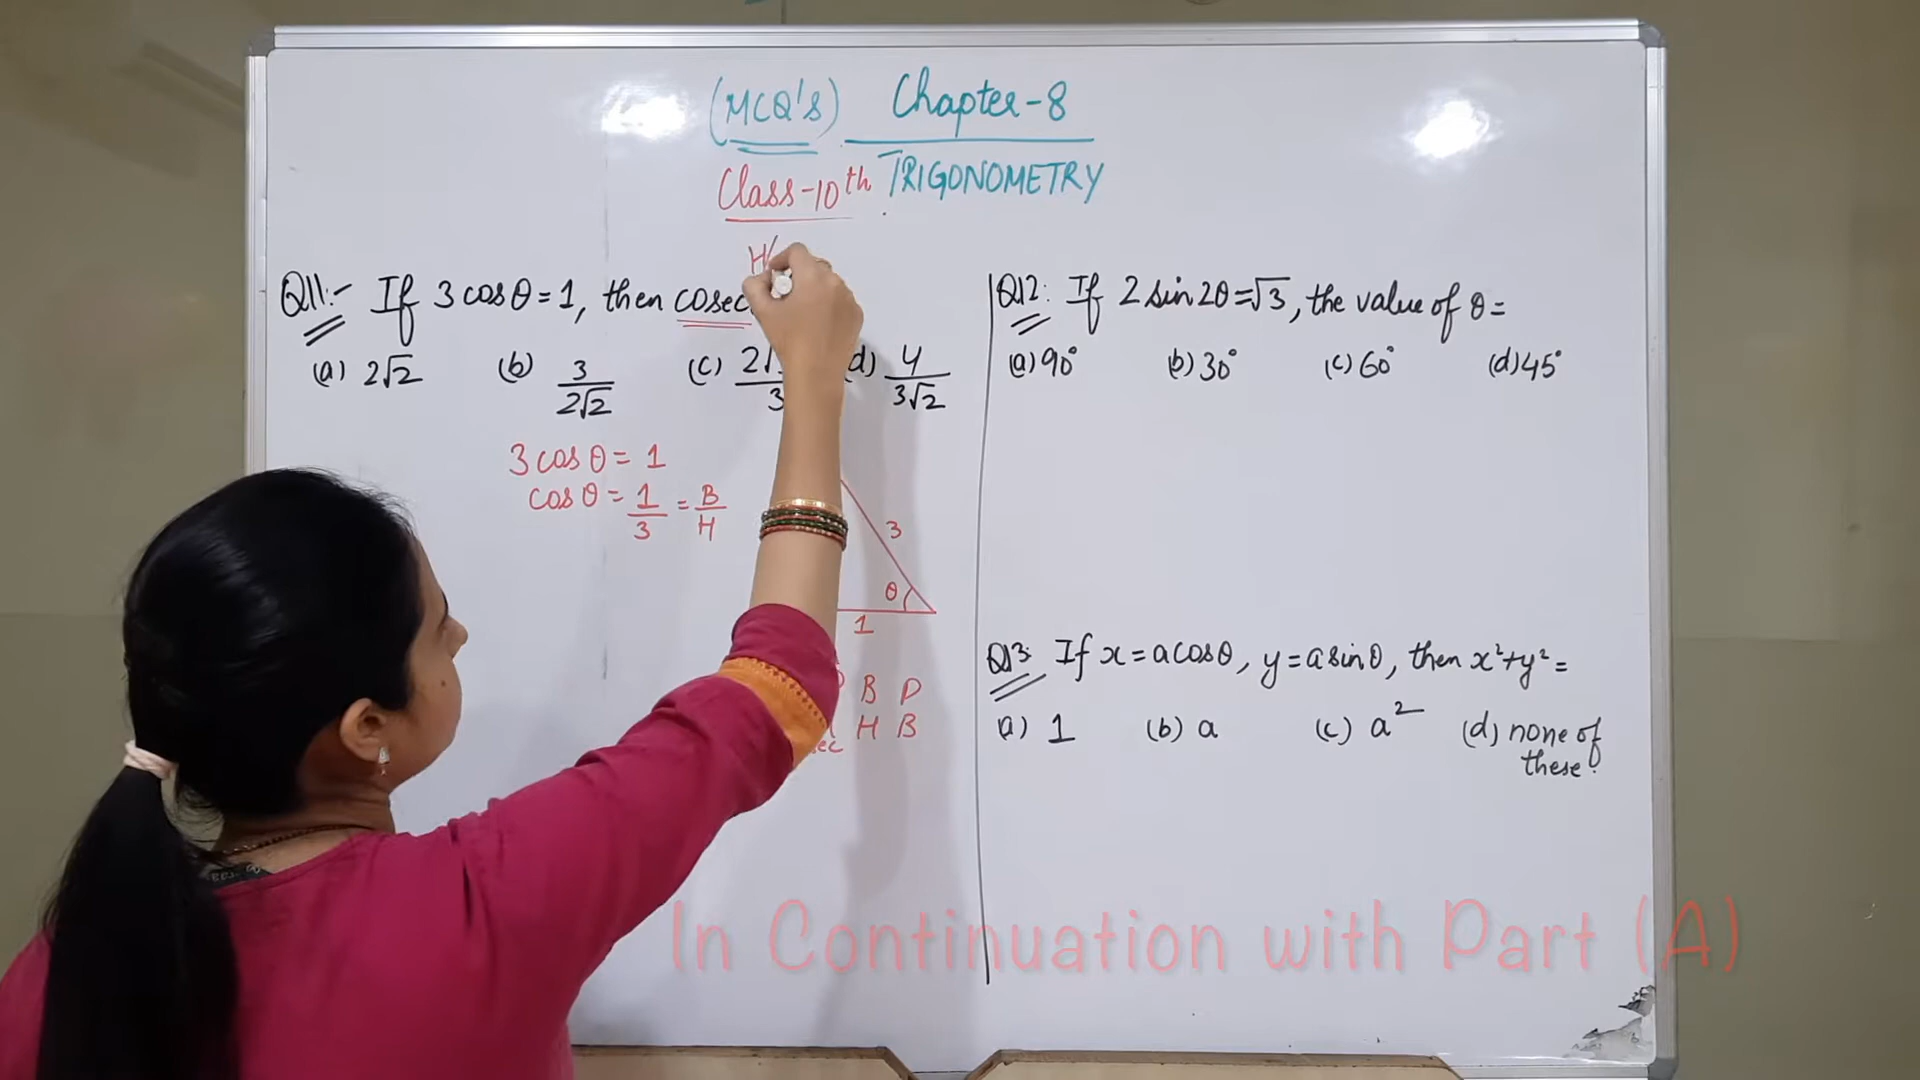 (MCQ's) Chapter-8
Class-10th TRIGONOMETRY
H/
Q11:- If 3 cos θ = 1, then cosec
(a) 2√2 (b) 3/2√2 (c) 2√ /3 (d) 4/3√2
3 cos θ = 1
cos θ = 1/3 = B/H
3
θ
1
B P
H B
sec
Q12: If 2 sin 2θ = √3, the value of θ =
(a) 90° (b) 30° (c) 60° (d) 45°
Q13: If x = a cos θ, y = a sin θ, then x² + y² =
(a) 1 (b) a (c) a² (d) none of
these.
In Continuation with Part (A)